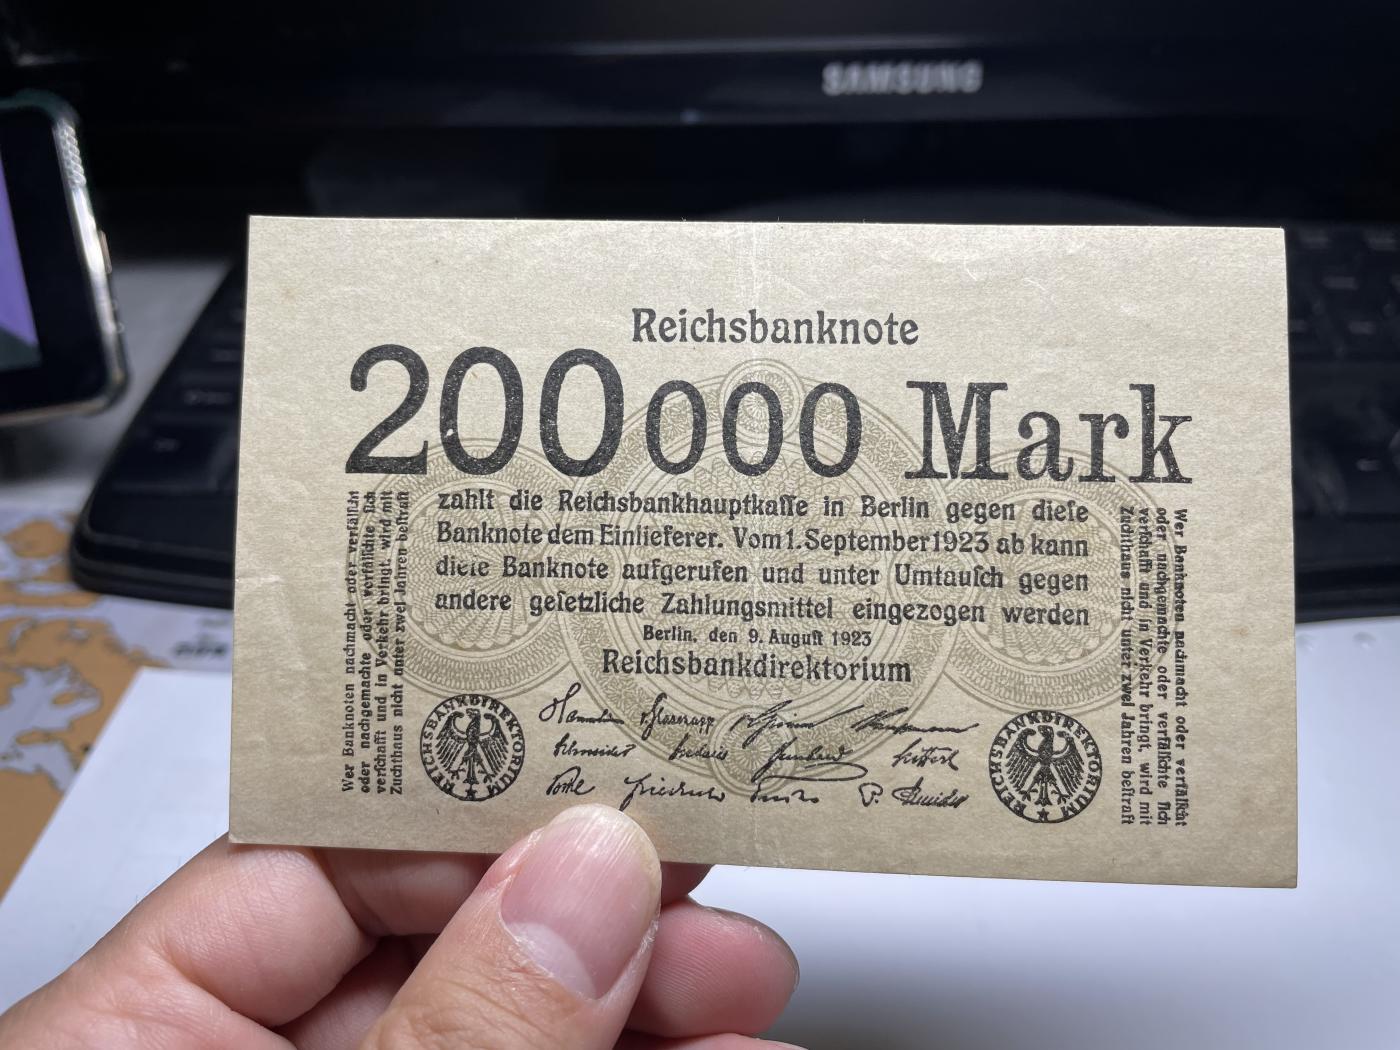 SAMSUNG
Reichsbanknote
200000 Mark
zahlt die Reichsbankhauptkaſſe in Berlin gegen dieſe
Banknote dem Einlieferer. Vom 1. September 1923 ab kann
dieſe Banknote aufgerufen und unter Umtauſch gegen
andere geſetzliche Zahlungsmittel eingezogen werden
Berlin, den 9. Auguſt 1923
Reichsbankdirektorium
Wer Banknoten nachmacht oder verfälſcht
oder nachgemachte oder verfälſchte ſich
verſchafft und in Verkehr bringt, wird mit
Zuchthaus nicht unter zwei Jahren beſtraft
Wer Banknoten nachmacht oder verfälſcht
oder nachgemachte oder verfälſchte ſich
verſchafft und in Verkehr bringt, wird mit
Zuchthaus nicht unter zwei Jahren beſtraft
REICHSBANKDIREKTORIUM
REICHSBANKDIREKTORIUM